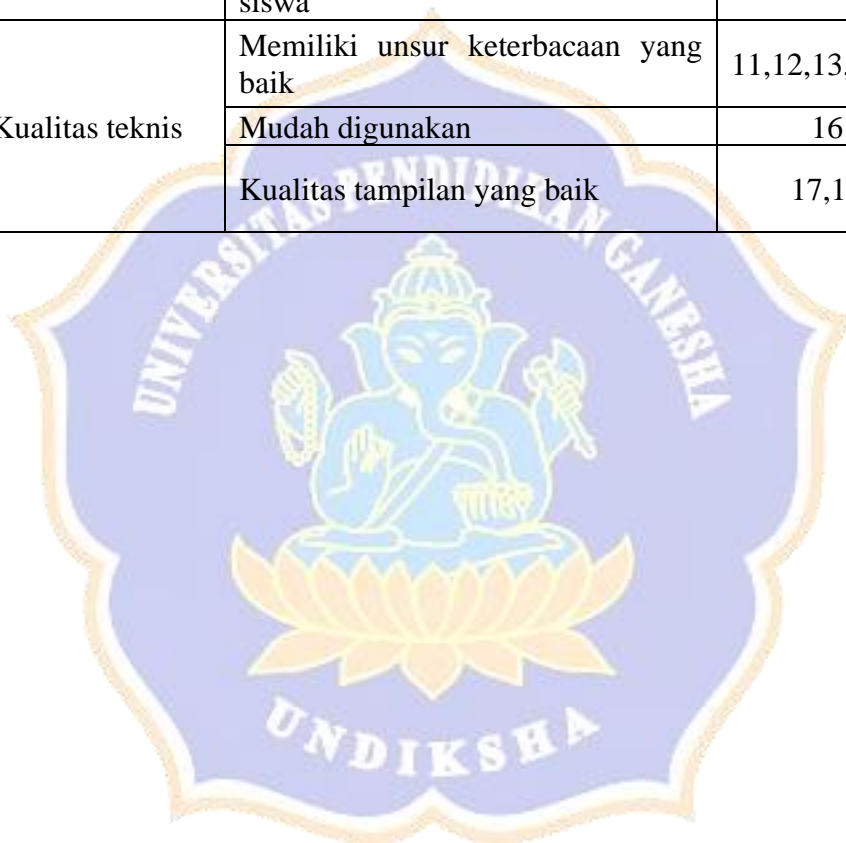 siswa
Memiliki unsur keterbacaan yang
baik
11,12,13,
Kualitas teknis
Mudah digunakan
16
Kualitas tampilan yang baik
17,1
UNIVERSITAS PENDIDIKAN GANESHA
UNDIKSHA